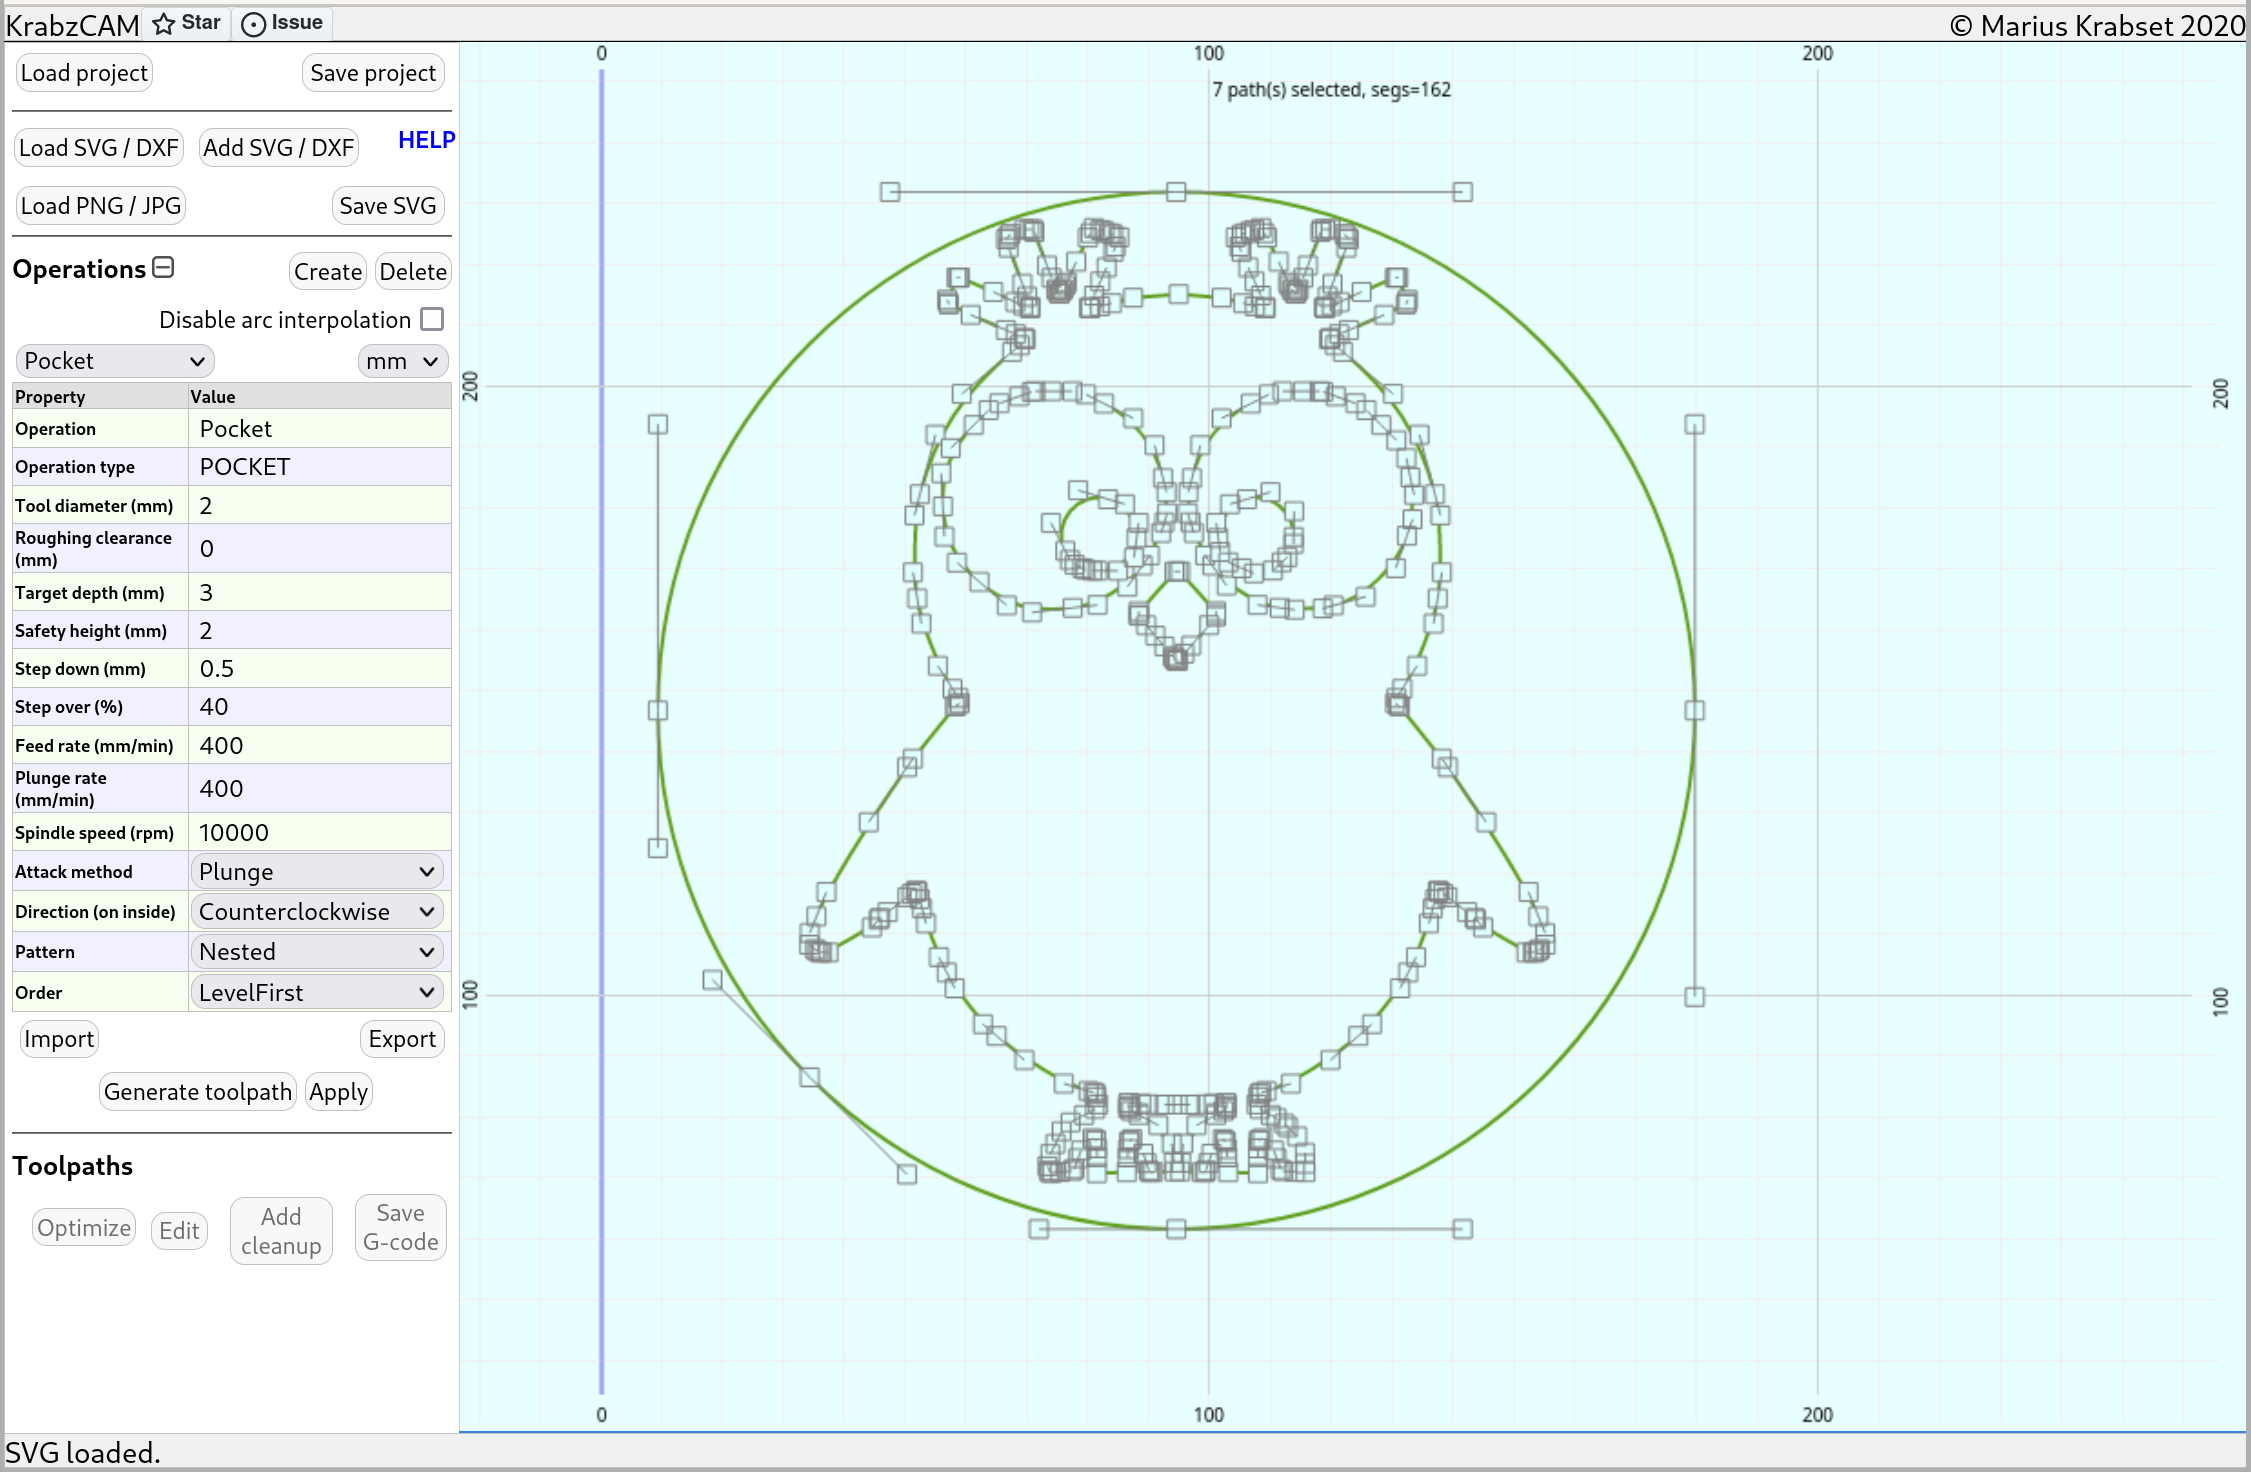 KrabzCAM Star Issue © Marius Krabset 2020
Load project Save project
Load SVG / DXF Add SVG / DXF HELP
Load PNG / JPG Save SVG
Operations Create Delete
Disable arc interpolation
Pocket mm
Property Value
Operation Pocket
Operation type POCKET
Tool diameter (mm) 2
Roughing clearance
(mm) 0
Target depth (mm) 3
Safety height (mm) 2
Step down (mm) 0.5
Step over (%) 40
Feed rate (mm/min) 400
Plunge rate
(mm/min) 400
Spindle speed (rpm) 10000
Attack method Plunge
Direction (on inside) Counterclockwise
Pattern Nested
Order LevelFirst
Import Export
Generate toolpath Apply
Toolpaths
Optimize Edit Add
cleanup Save
G-code
0 100 200
7 path(s) selected, segs=162
200 200
100 100
0 100 200
SVG loaded.